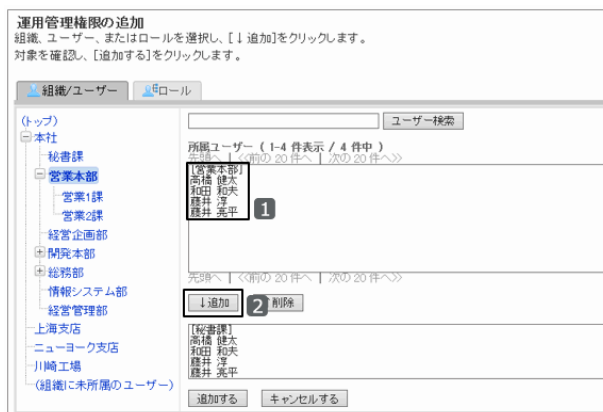 運用管理権限の追加
組織、ユーザー、またはロールを選択し、[↓追加]をクリックします。
対象を確認し、[追加する]をクリックします。
組織/ユーザー
ロール
(トップ)
本社
秘書課
営業本部
営業1課
営業2課
経営企画部
開発本部
総務部
情報システム部
経営管理部
上海支店
ニューヨーク支店
川崎工場
(組織に未所属のユーザー)
ユーザー検索
所属ユーザー ( 1-4 件表示 / 4 件中 )
先頭へ | <<前の 20 件へ | 次の 20 件へ>>
[営業本部]
高橋 健太
和田 和夫
藤井 淳
藤井 亮平
1
先頭へ | <<前の 20 件へ | 次の 20 件へ>>
↓追加
2
削除
[秘書課]
高橋 健太
和田 和夫
藤井 淳
藤井 亮平
追加する
キャンセルする